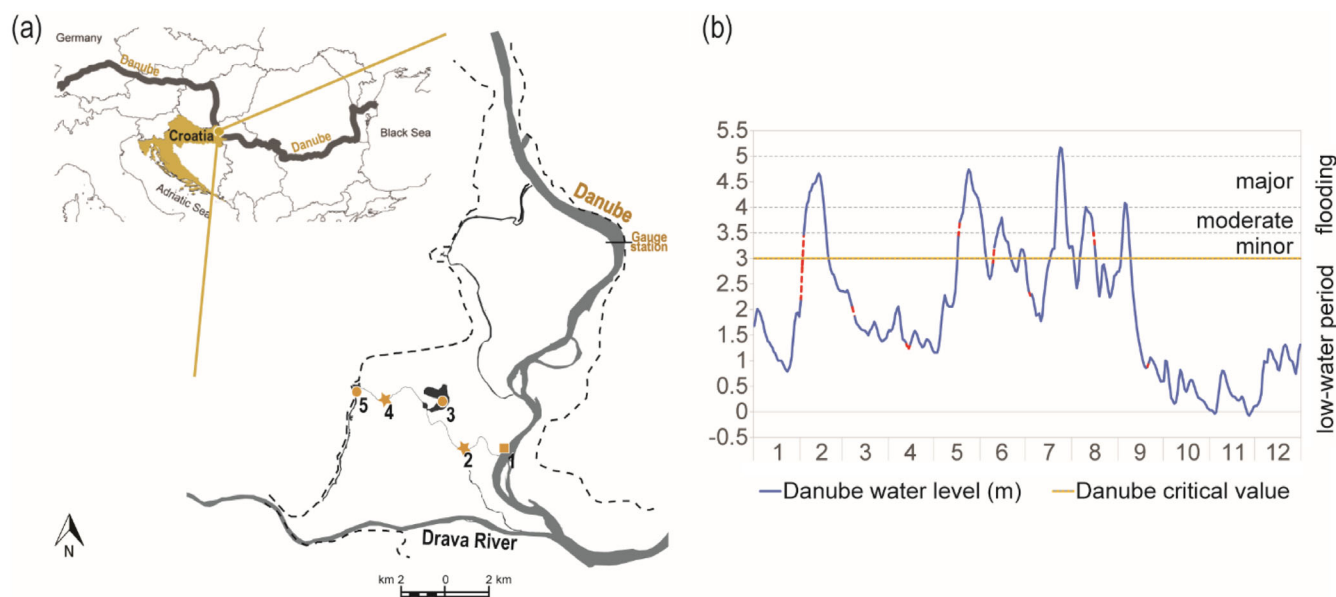 (a)
Germany
Danube
Croatia
Danube
Black Sea
Adriatic Sea
Danube
Gauge
station
5
4
3
2
1
Drava River
N
km 2
0
2 km
(b)
5.5
5
4.5
4
3.5
3
2.5
2
1.5
1
0.5
0
-0.5
major
moderate
minor
flooding
low-water period
1 2 3 4 5 6 7 8 9 10 11 12
Danube water level (m)
Danube critical value